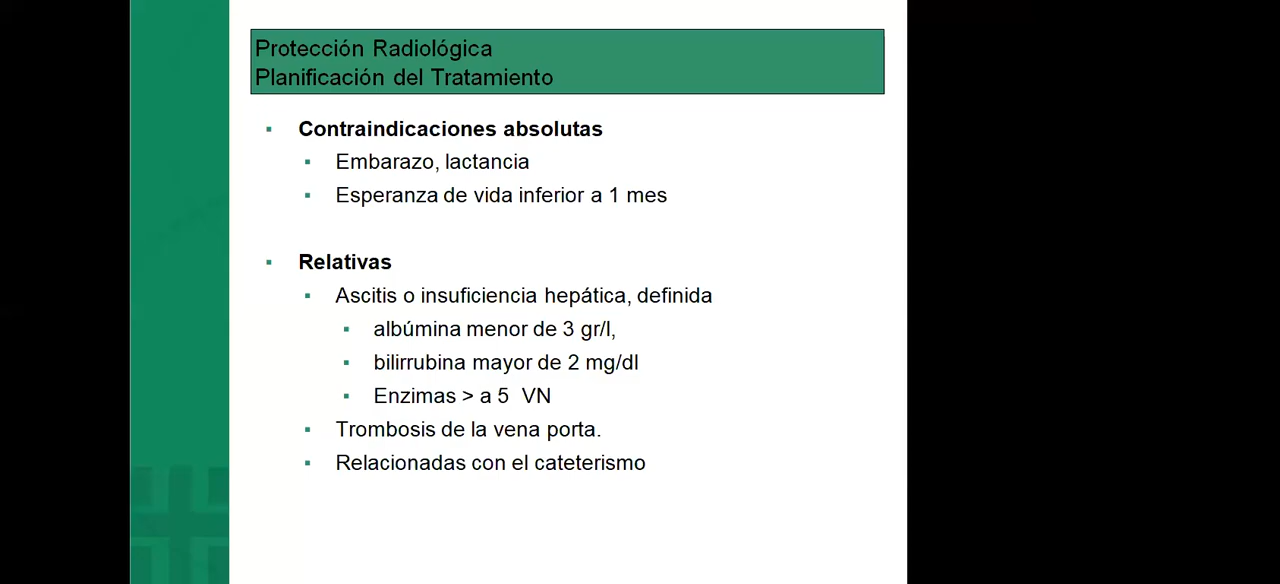 Protección Radiológica
Planificación del Tratamiento
Contraindicaciones absolutas
Embarazo, lactancia
Esperanza de vida inferior a 1 mes
Relativas
Ascitis o insuficiencia hepática, definida
albúmina menor de 3 gr/l,
bilirrubina mayor de 2 mg/dl
Enzimas > a 5 VN
Trombosis de la vena porta.
Relacionadas con el cateterismo